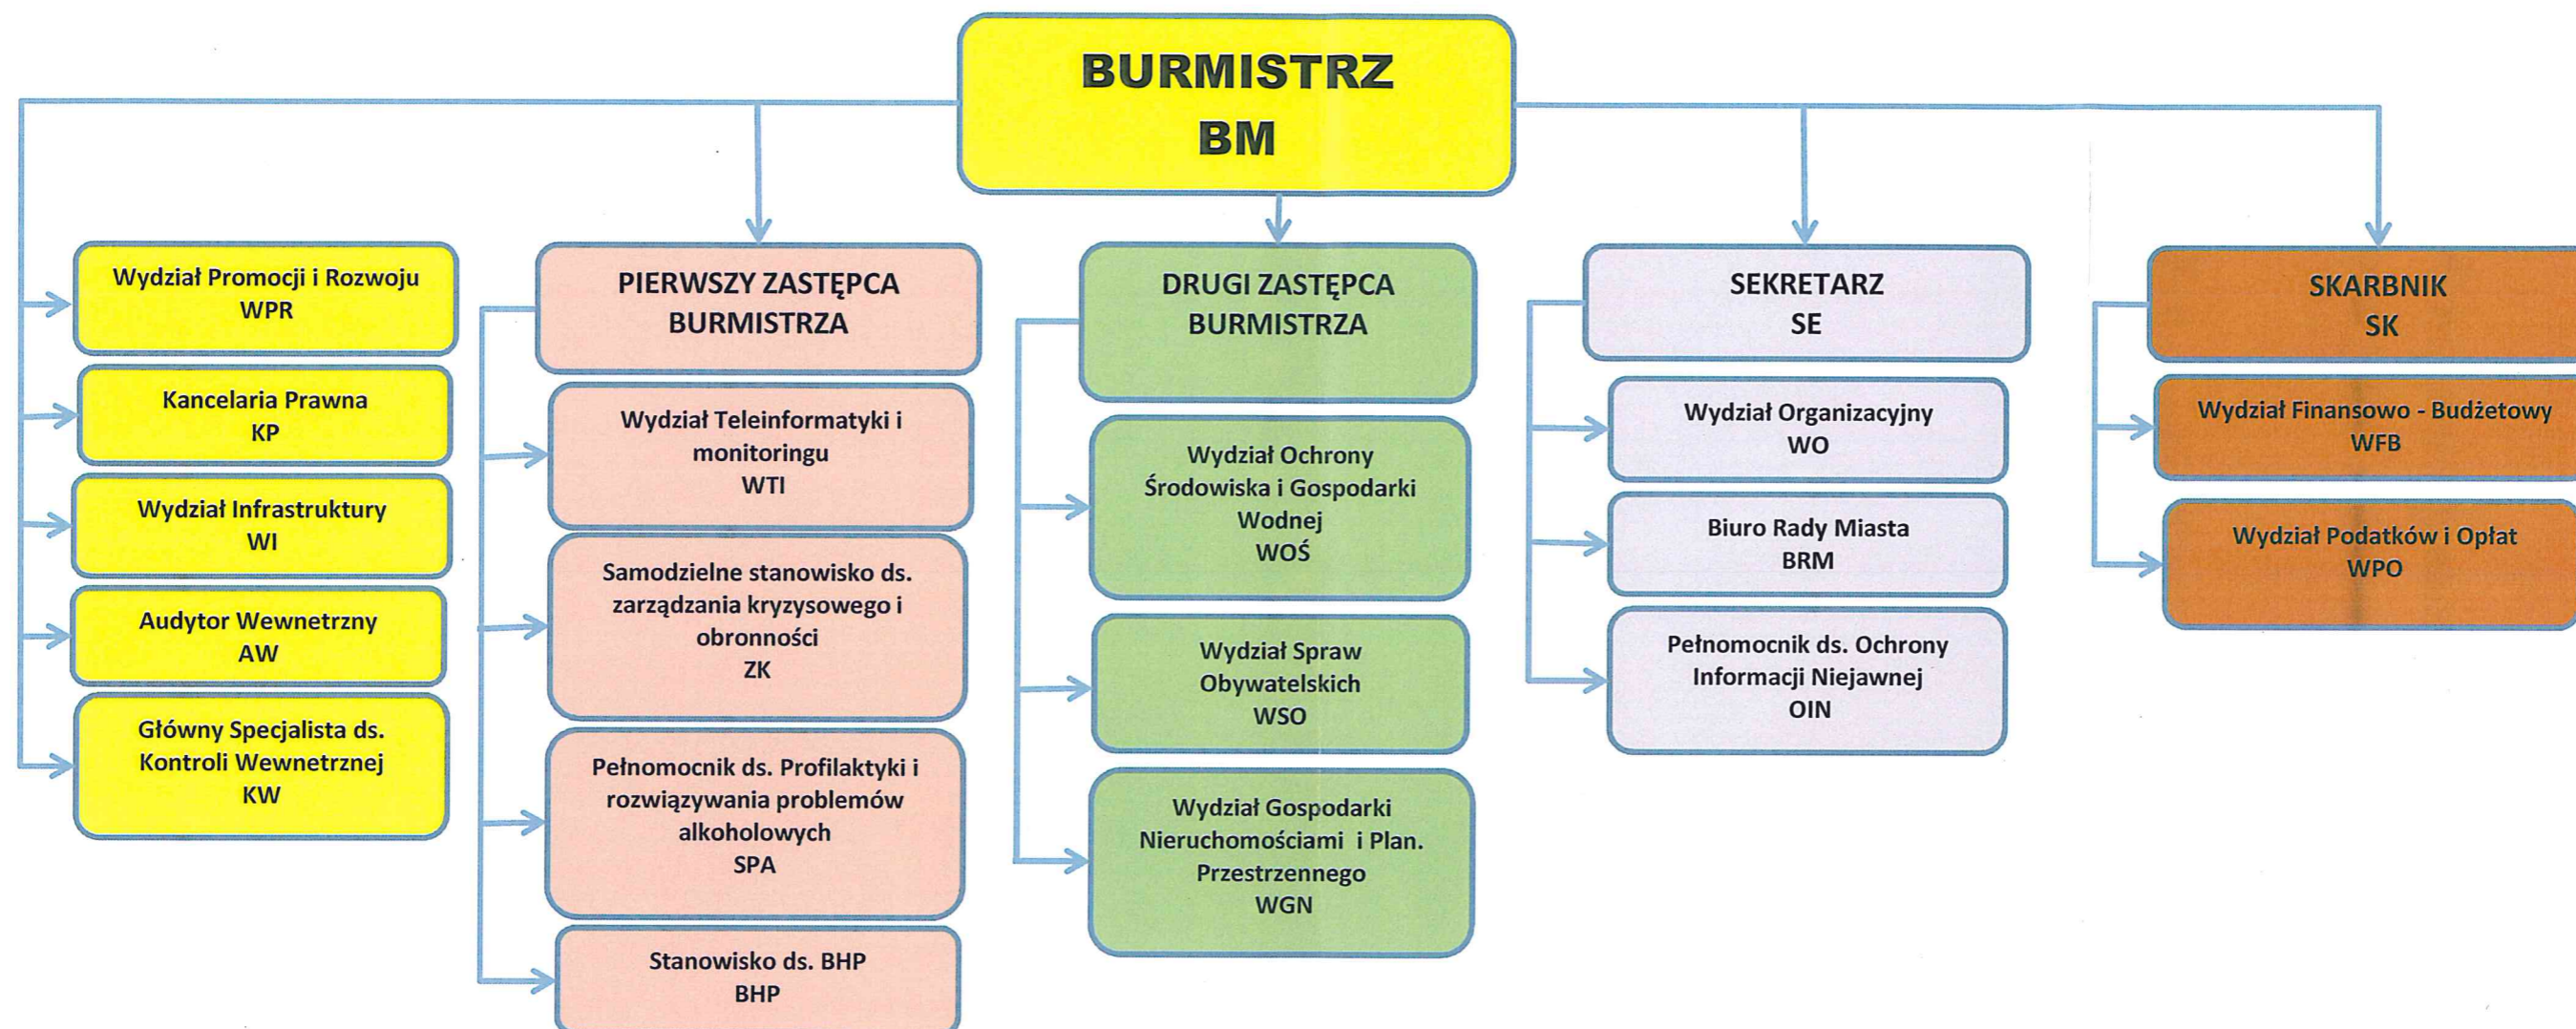 BURMISTRZ
BM
Wydział Promocji i Rozwoju
WPR
Kancelaria Prawna
KP
Wydział Infrastruktury
WI
Audytor Wewnetrzny
AW
Główny Specjalista ds.
Kontroli Wewnetrznej
KW
PIERWSZY ZASTĘPCA
BURMISTRZA
Wydział Teleinformatyki i
monitoringu
WTI
Samodzielne stanowisko ds.
zarządzania kryzysowego i
obronności
ZK
Pełnomocnik ds. Profilaktyki i
rozwiązywania problemów
alkoholowych
SPA
Stanowisko ds. BHP
BHP
DRUGI ZASTĘPCA
BURMISTRZA
Wydział Ochrony
Środowiska i Gospodarki
Wodnej
WOŚ
Wydział Spraw
Obywatelskich
WSO
Wydział Gospodarki
Nieruchomościami i Plan.
Przestrzennego
WGN
SEKRETARZ
SE
Wydział Organizacyjny
WO
Biuro Rady Miasta
BRM
Pełnomocnik ds. Ochrony
Informacji Niejawnej
OIN
SKARBNIK
SK
Wydział Finansowo - Budżetowy
WFB
Wydział Podatków i Opłat
WPO